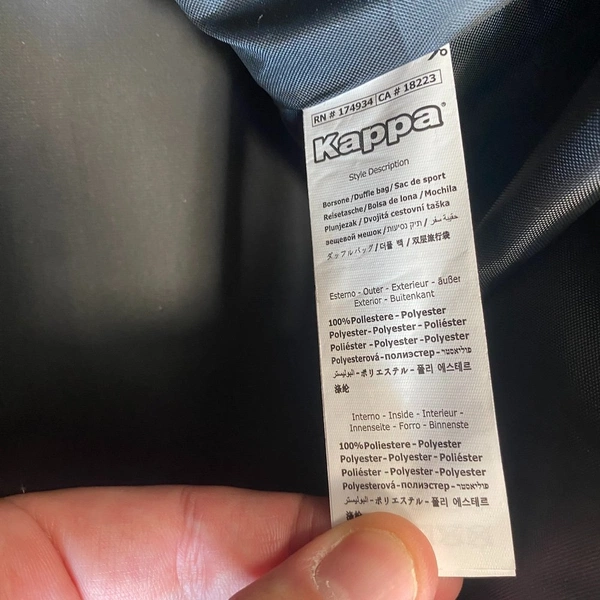 %
RN # 174934 CA # 18223
Kappa®
Style Description
Borsone/Duffle bag/Sac de sport
Reisetasche/Bolsa de lona/Mochila
Plunjezak/Dvojitá cestovní taška
вещевой мешок/תיק נסיעות/حقيبة سفر
ダッフルバッグ/더플 백/双层旅行袋
Esterno - Outer - Exterieur - äußer
Exterior - Buitenkant
100%Poliestere-Polyester
Polyester-Polyester-Poliéster
Poliéster-Polyester-Polyester
Polyesterová-полиэстер-פוליאסטר
البوليستر-ポリエステル-폴리 에스테르
涤纶
Interno - Inside - Interieur -
Innenseite - Forro - Binnenste
100%Poliestere-Polyester
Polyester-Polyester-Poliéster
Poliéster-Polyester-Polyester
Polyesterová-полиэстер-פוליאסטר
البوليستر-ポリエステル-폴리 에스테르
涤纶